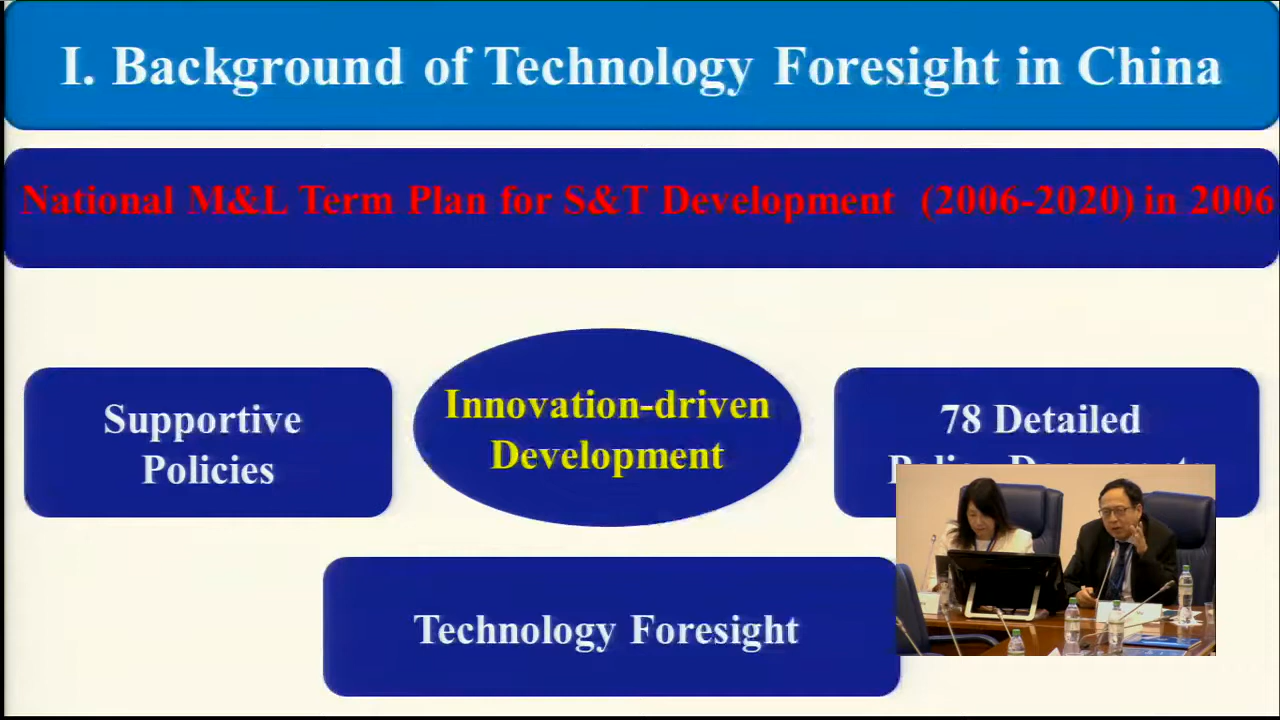 I. Background of Technology Foresight in China
National M&L Term Plan for S&T Development (2006-2020) in 2006
Supportive
Policies
Innovation-driven
Development
78 Detailed
Technology Foresight